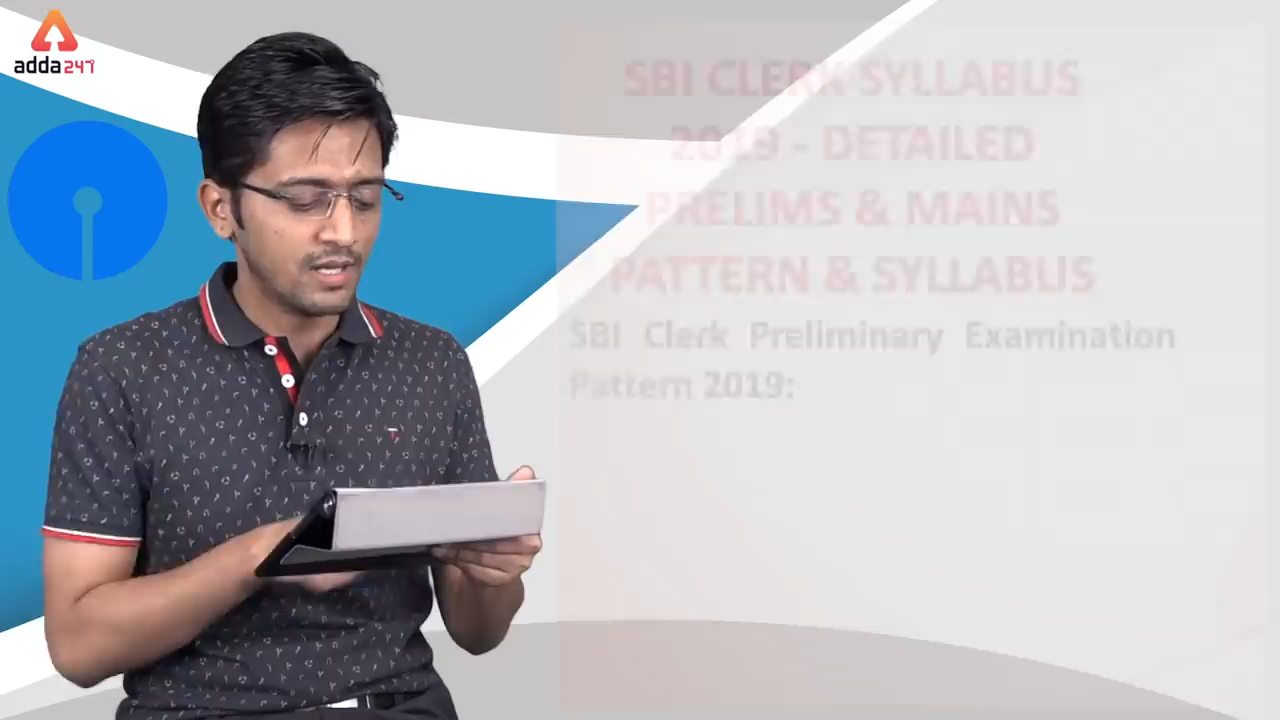 adda247
SBI CLERK SYLLABUS
2019 - DETAILED
PRELIMS & MAINS
PATTERN & SYLLABUS
SBI Clerk Preliminary Examination
Pattern 2019: